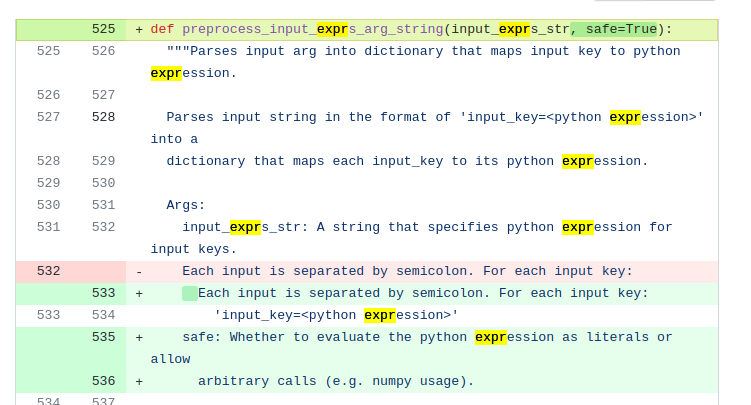 525 + def preprocess_input_exprs_arg_string(input_exprs_str, safe=True):
525 526 """Parses input arg into dictionary that maps input key to python
expression.
526 527
527 528 Parses input string in the format of 'input_key=<python expression>'
into a
528 529 dictionary that maps each input_key to its python expression.
529 530
530 531 Args:
531 532 input_exprs_str: A string that specifies python expression for
input keys.
532 - Each input is separated by semicolon. For each input key:
533 + Each input is separated by semicolon. For each input key:
533 534 'input_key=<python expression>'
535 + safe: Whether to evaluate the python expression as literals or
allow
536 + arbitrary calls (e.g. numpy usage).
534 537